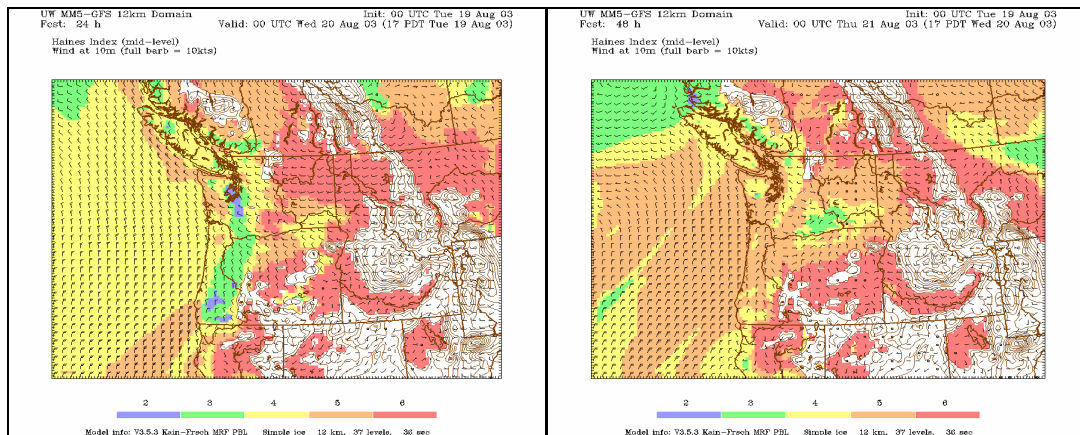 UW MM5-GFS 12km Domain Init: 00 UTC Tue 19 Aug 03
Fcst: 24 h Valid: 00 UTC Wed 20 Aug 03 (17 PDT Tue 19 Aug 03)
Haines Index (mid-level)
Wind at 10m (full barb = 10kts)
2 3 4 5 6
Model info: V3.5.3 Kain-Frsch MRF PBL Simple ice 12 km, 37 levels, 36 sec
UW MM5-GFS 12km Domain Init: 00 UTC Tue 19 Aug 03
Fcst: 48 h Valid: 00 UTC Thu 21 Aug 03 (17 PDT Wed 20 Aug 03)
Haines Index (mid-level)
Wind at 10m (full barb = 10kts)
2 3 4 5 6
Model info: V3.5.3 Kain-Frsch MRF PBL Simple ice 12 km, 37 levels, 36 sec